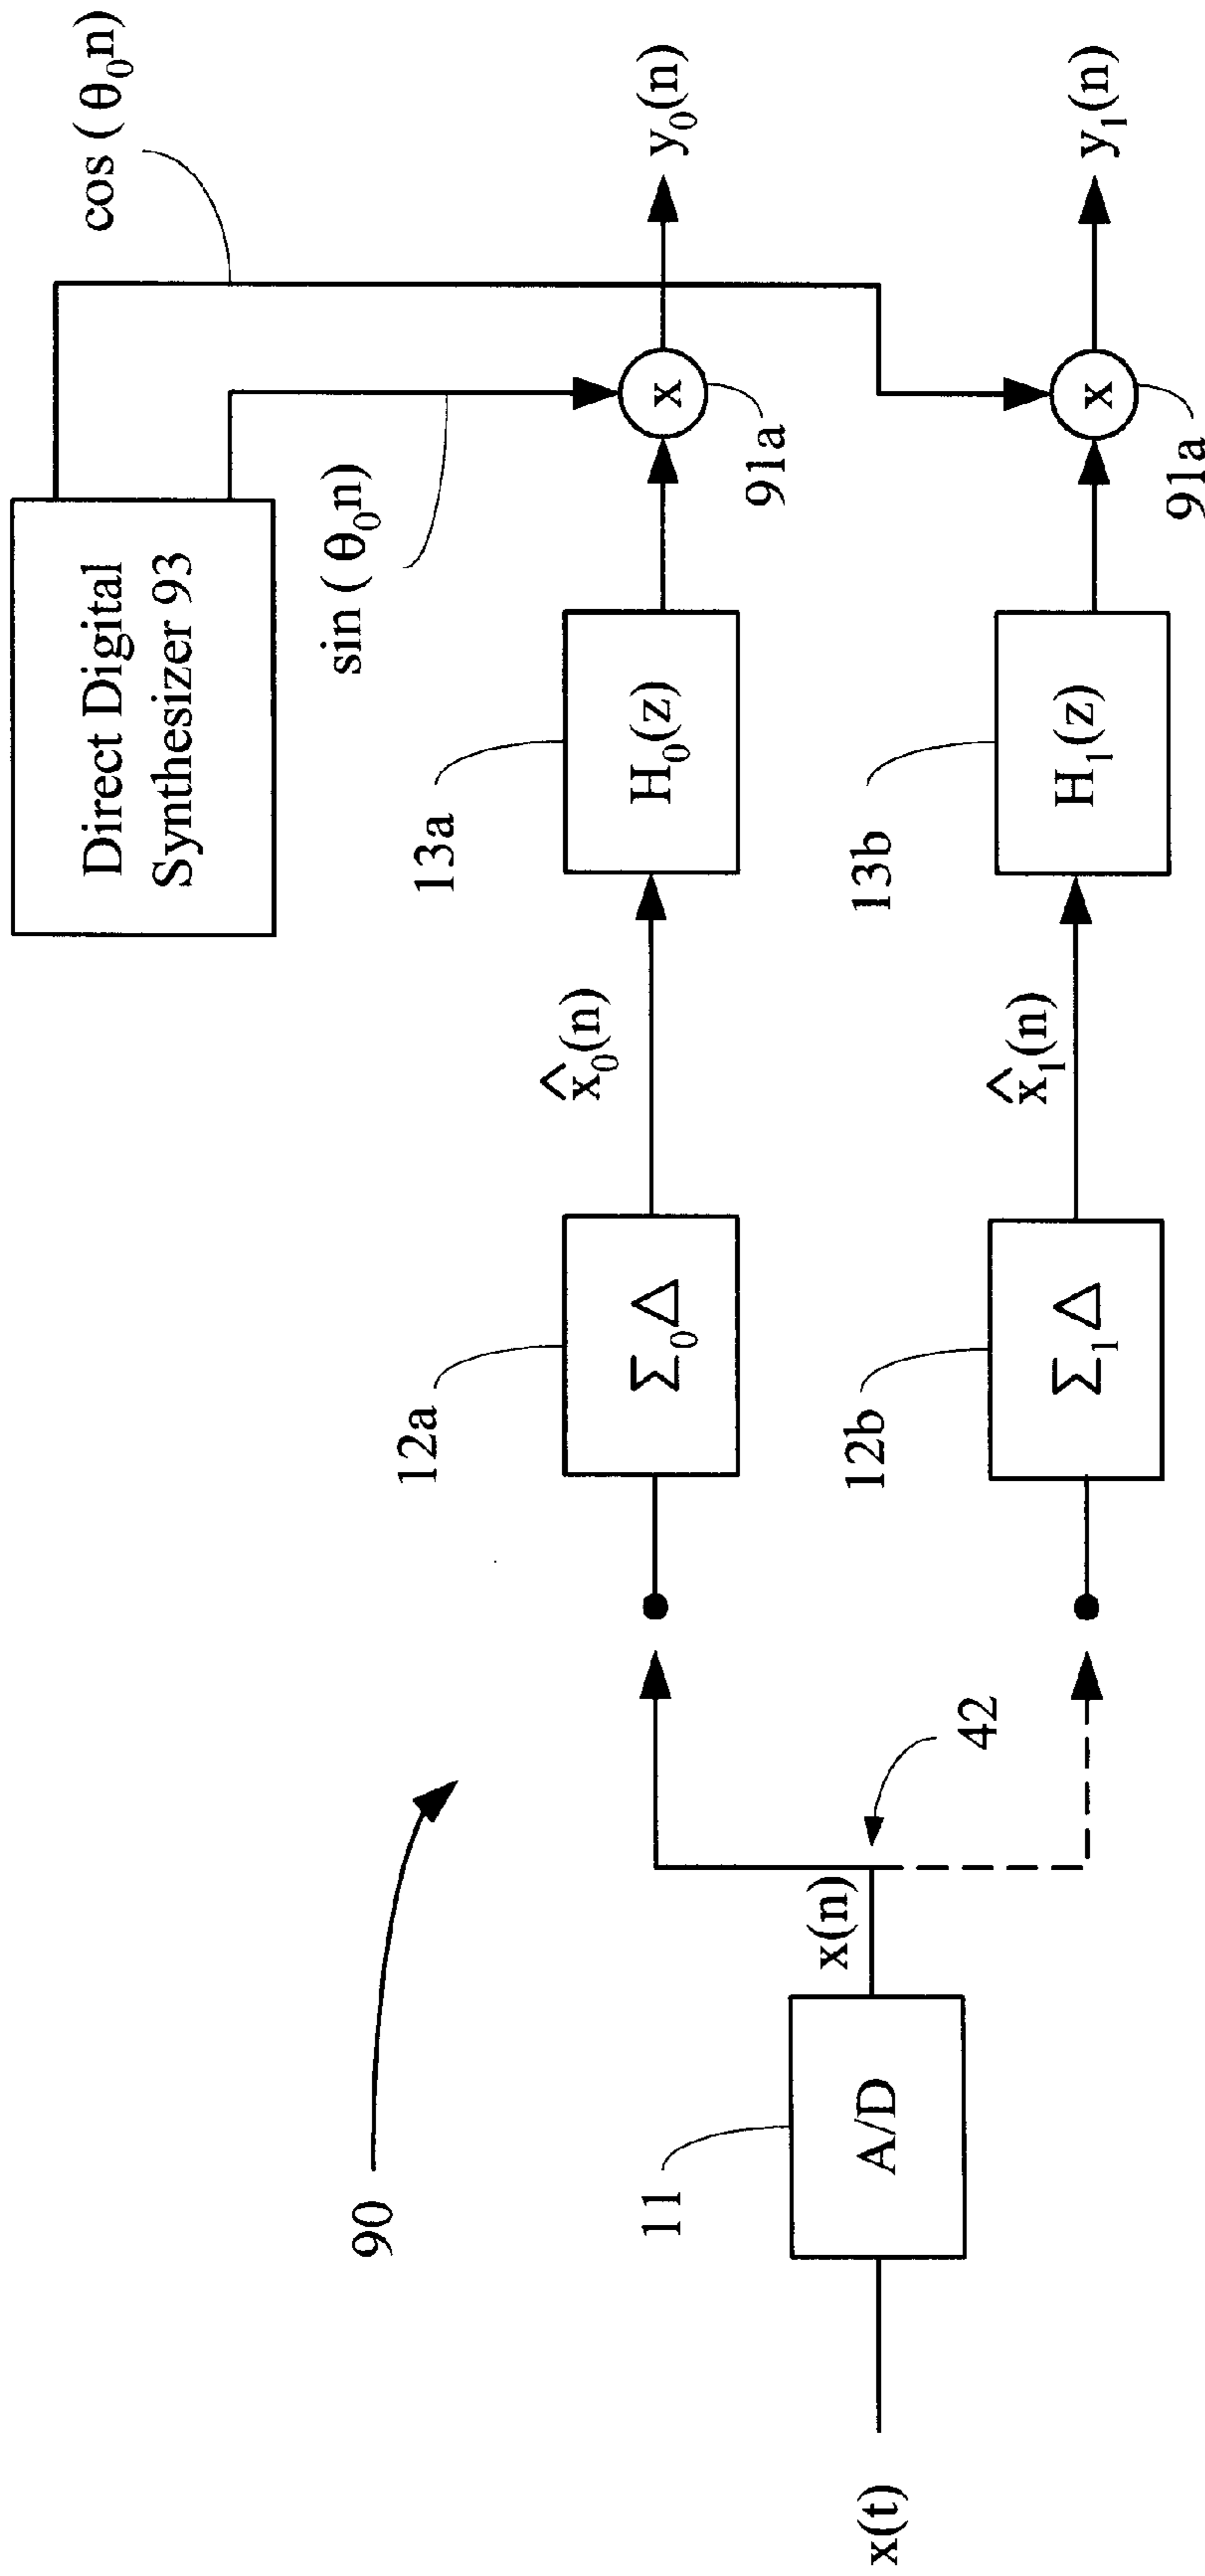 Direct Digital
Synthesizer 93
cos ( θ₀n)
sin ( θ₀n)
13a
H₀(z)
x
91a
y₀(n)
12a
Σ₀Δ
x̂₀(n)
90
11
A/D
x(t)
x(n)
42
12b
Σ₁Δ
x̂₁(n)
13b
H₁(z)
x
91a
y₁(n)